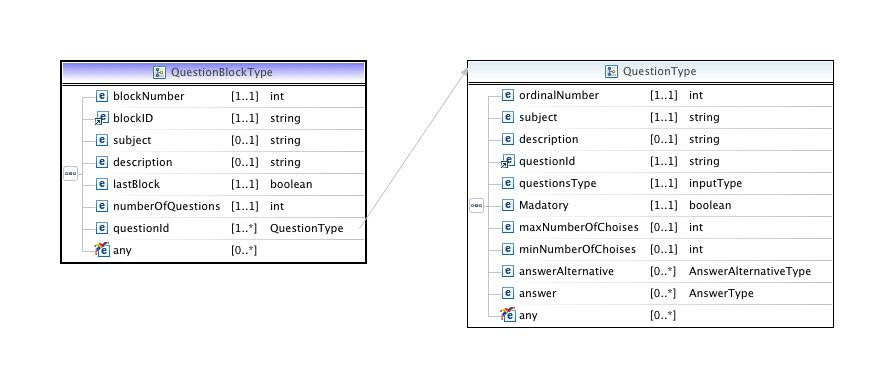 QuestionBlockType
blockNumber [1..1] int
blockID [1..1] string
subject [0..1] string
description [0..1] string
lastBlock [1..1] boolean
numberOfQuestions [1..1] int
questionId [1..*] QuestionType
any [0..*]
QuestionType
ordinalNumber [1..1] int
subject [1..1] string
description [0..1] string
questionId [1..1] string
questionsType [1..1] inputType
Madatory [1..1] boolean
maxNumberOfChoises [0..1] int
minNumberOfChoises [0..1] int
answerAlternative [0..*] AnswerAlternativeType
answer [0..*] AnswerType
any [0..*]